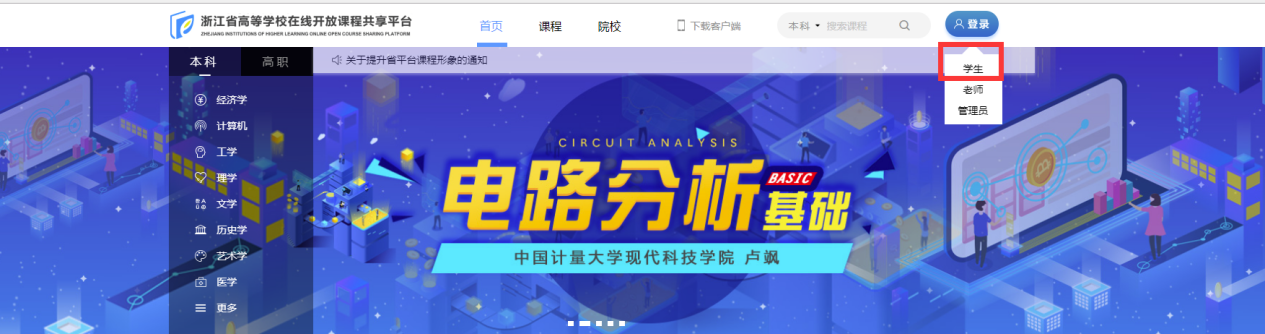 浙江省高等学校在线开放课程共享平台
ZHEJIANG INSTITUTIONS OF HIGHER LEARNING ONLINE OPEN COURSE SHARING PLATFORM
首页 课程 院校 下载客户端 本科 搜索课程 登录
本科 高职 关于提升省平台课程形象的通知
学生
老师
管理员
经济学
计算机
工学
理学
文学
历史学
艺术学
医学
更多
CIRCUIT ANALYSIS
电路分析 BASIC 基础
中国计量大学现代科技学院 卢飒